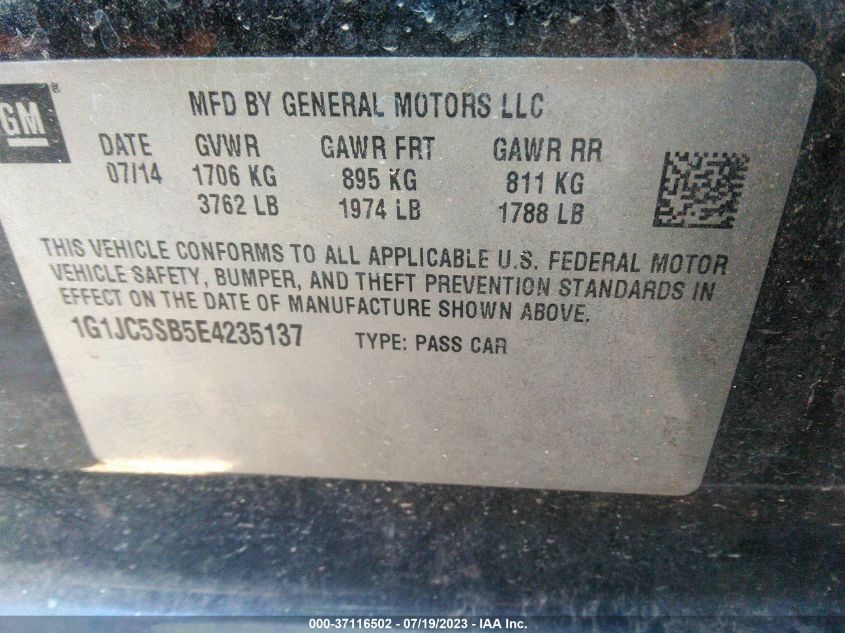 GM®
MFD BY GENERAL MOTORS LLC
DATE GVWR GAWR FRT GAWR RR
07/14 1706 KG 895 KG 811 KG
3762 LB 1974 LB 1788 LB
THIS VEHICLE CONFORMS TO ALL APPLICABLE U.S. FEDERAL MOTOR
VEHICLE SAFETY, BUMPER, AND THEFT PREVENTION STANDARDS IN
EFFECT ON THE DATE OF MANUFACTURE SHOWN ABOVE.
1G1JC5SB5E4235137 TYPE: PASS CAR
000-37116502 - 07/19/2023 - IAA Inc.